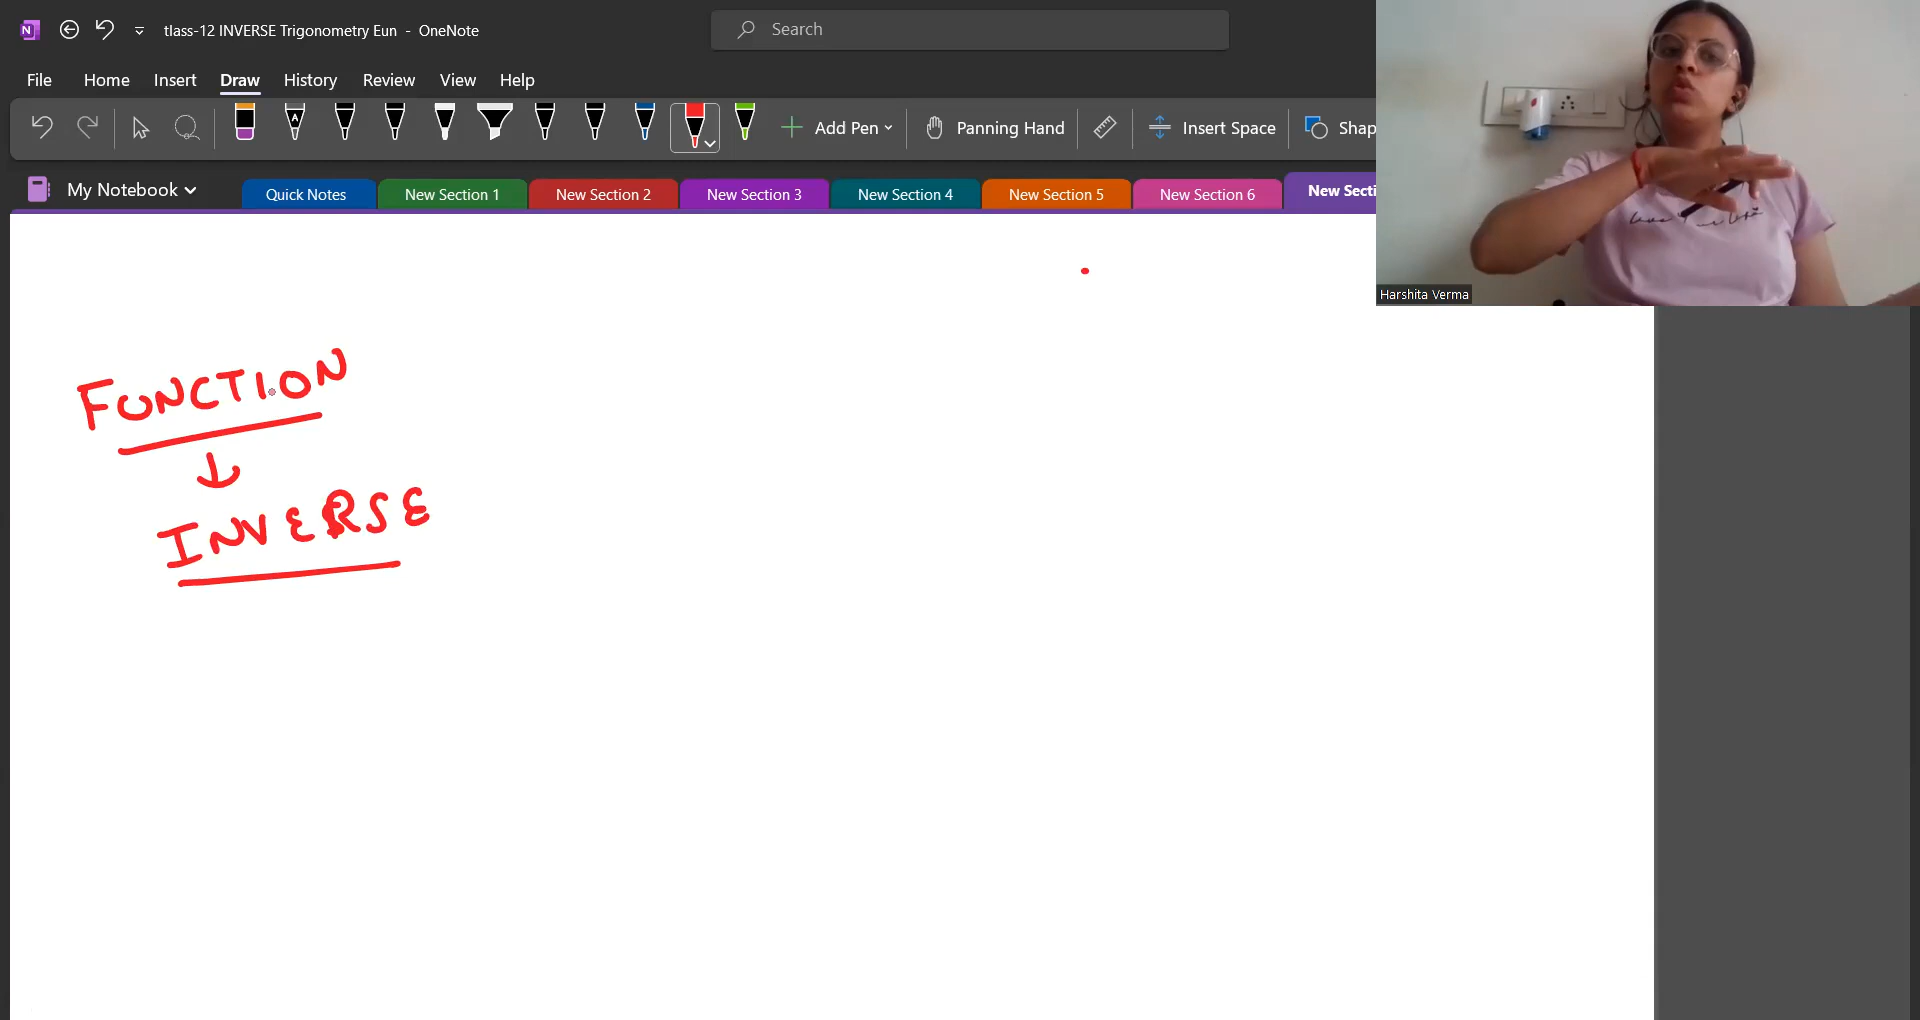 tlass-12 INVERSE Trigonometry Eun - OneNote
Search
File Home Insert Draw History Review View Help
A
Add Pen
Panning Hand
Insert Space
Shap
My Notebook
Quick Notes
New Section 1
New Section 2
New Section 3
New Section 4
New Section 5
New Section 6
New Secti
Harshita Verma
FUNCTION
INVERSE